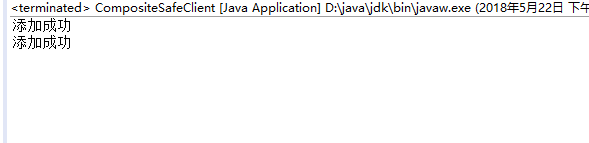 <terminated> CompositeSafeClient [Java Application] D:\java\jdk\bin\javaw.exe (2018年5月22日 下午
添加成功
添加成功